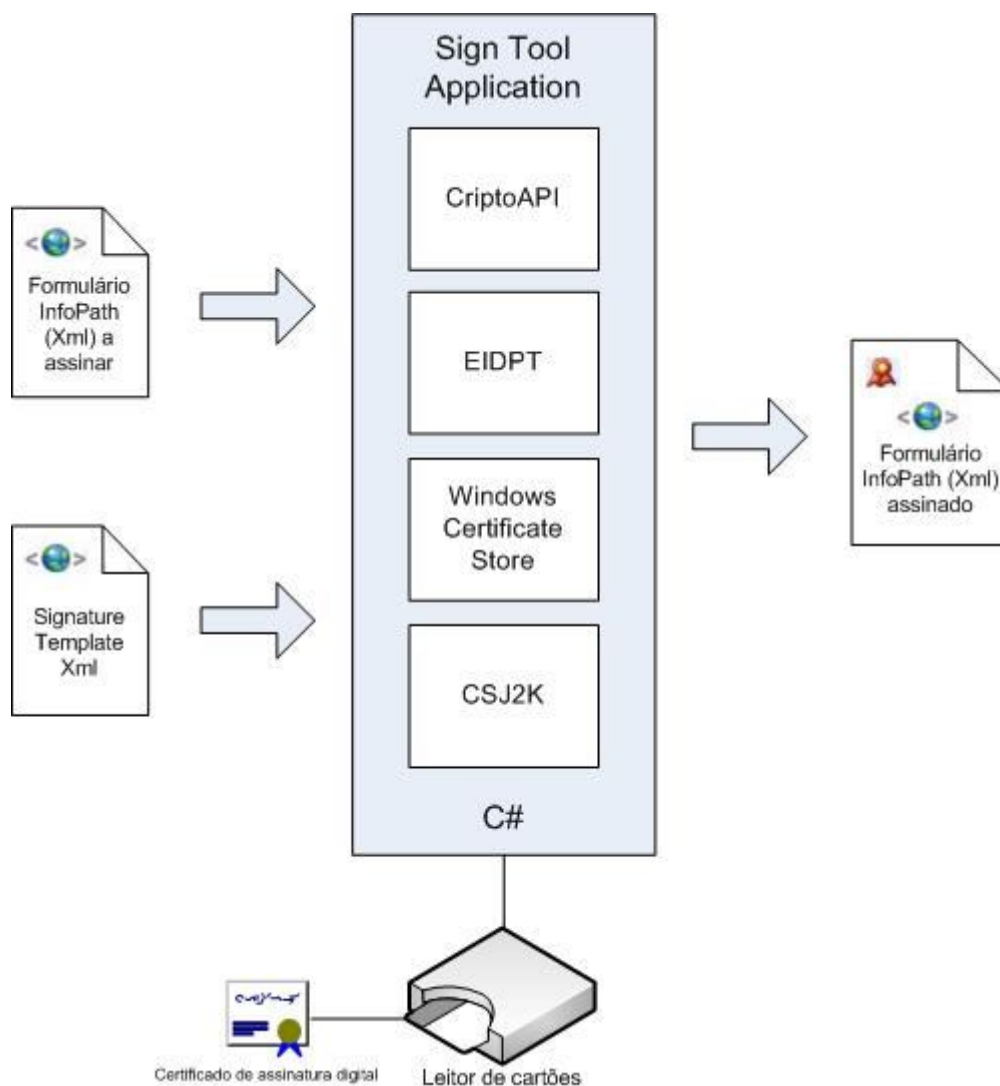 Sign Tool
Application
CriptoAPI
EIDPT
Windows
Certificate
Store
CSJ2K
C#
Formulário
InfoPath
(Xml) a
assinar
Signature
Template
Xml
Formulário
InfoPath (Xml)
assinado
Certificado de assinatura digital
Leitor de cartões